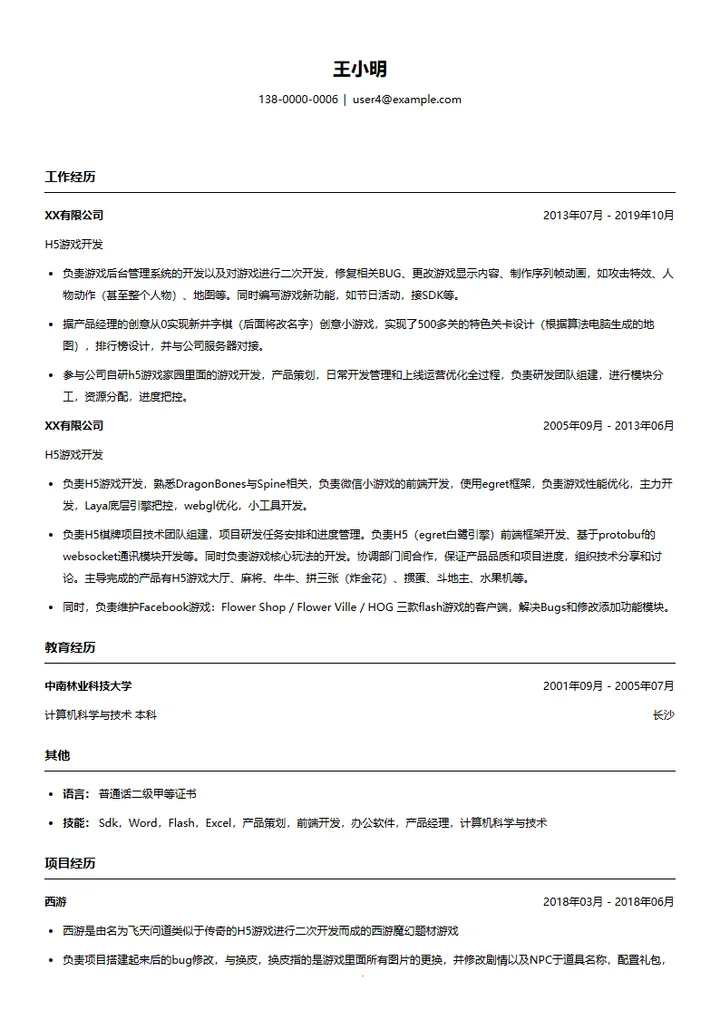 王小明
138-0000-0006 | user4@example.com
工作经历
XX有限公司 2013年07月 - 2019年10月
H5游戏开发
• 负责游戏后台管理系统的开发以及对游戏进行二次开发，修复相关BUG、更改游戏显示内容、制作序列帧动画，如攻击特效、人
物动作（甚至整个人物）、地图等。同时编写游戏新功能，如节日活动，接SDK等。
• 据产品经理的创意从0实现新井字棋（后面将改名字）创意小游戏，实现了500多关的特色关卡设计（根据算法电脑生成的地
图），排行榜设计，并与公司服务器对接。
• 参与公司自研h5游戏家园里面的游戏开发，产品策划，日常开发管理和上线运营优化全过程，负责研发团队组建，进行模块分
工，资源分配，进度把控。
XX有限公司 2005年09月 - 2013年06月
H5游戏开发
• 负责H5游戏开发，熟悉DragonBones与Spine相关，负责微信小游戏的前端开发，使用egret框架，负责游戏性能优化，主力开
发，Laya底层引擎把控，webgl优化，小工具开发。
• 负责H5棋牌项目技术团队组建，项目研发任务安排和进度管理。负责H5（egret白鹭引擎）前端框架开发、基于protobuf的
websocket通讯模块开发等。同时负责游戏核心玩法的开发。协调部门间合作，保证产品品质和项目进度，组织技术分享和讨
论。主导完成的产品有H5游戏大厅、麻将、牛牛、拼三张（炸金花）、掼蛋、斗地主、水果机等。
• 同时，负责维护Facebook游戏：Flower Shop / Flower Ville / HOG 三款flash游戏的客户端，解决Bugs和修改添加功能模块。
教育经历
中南林业科技大学 2001年09月 - 2005年07月
计算机科学与技术 本科 长沙
其他
• 语言： 普通话二级甲等证书
• 技能： Sdk，Word，Flash，Excel，产品策划，前端开发，办公软件，产品经理，计算机科学与技术
项目经历
西游 2018年03月 - 2018年06月
• 西游是由名为飞天问道类似于传奇的H5游戏进行二次开发而成的西游魔幻题材游戏
• 负责项目搭建起来后的bug修改，与换皮，换皮指的是游戏里面所有图片的更换，并修改剧情以及NPC于道具名称，配置礼包，